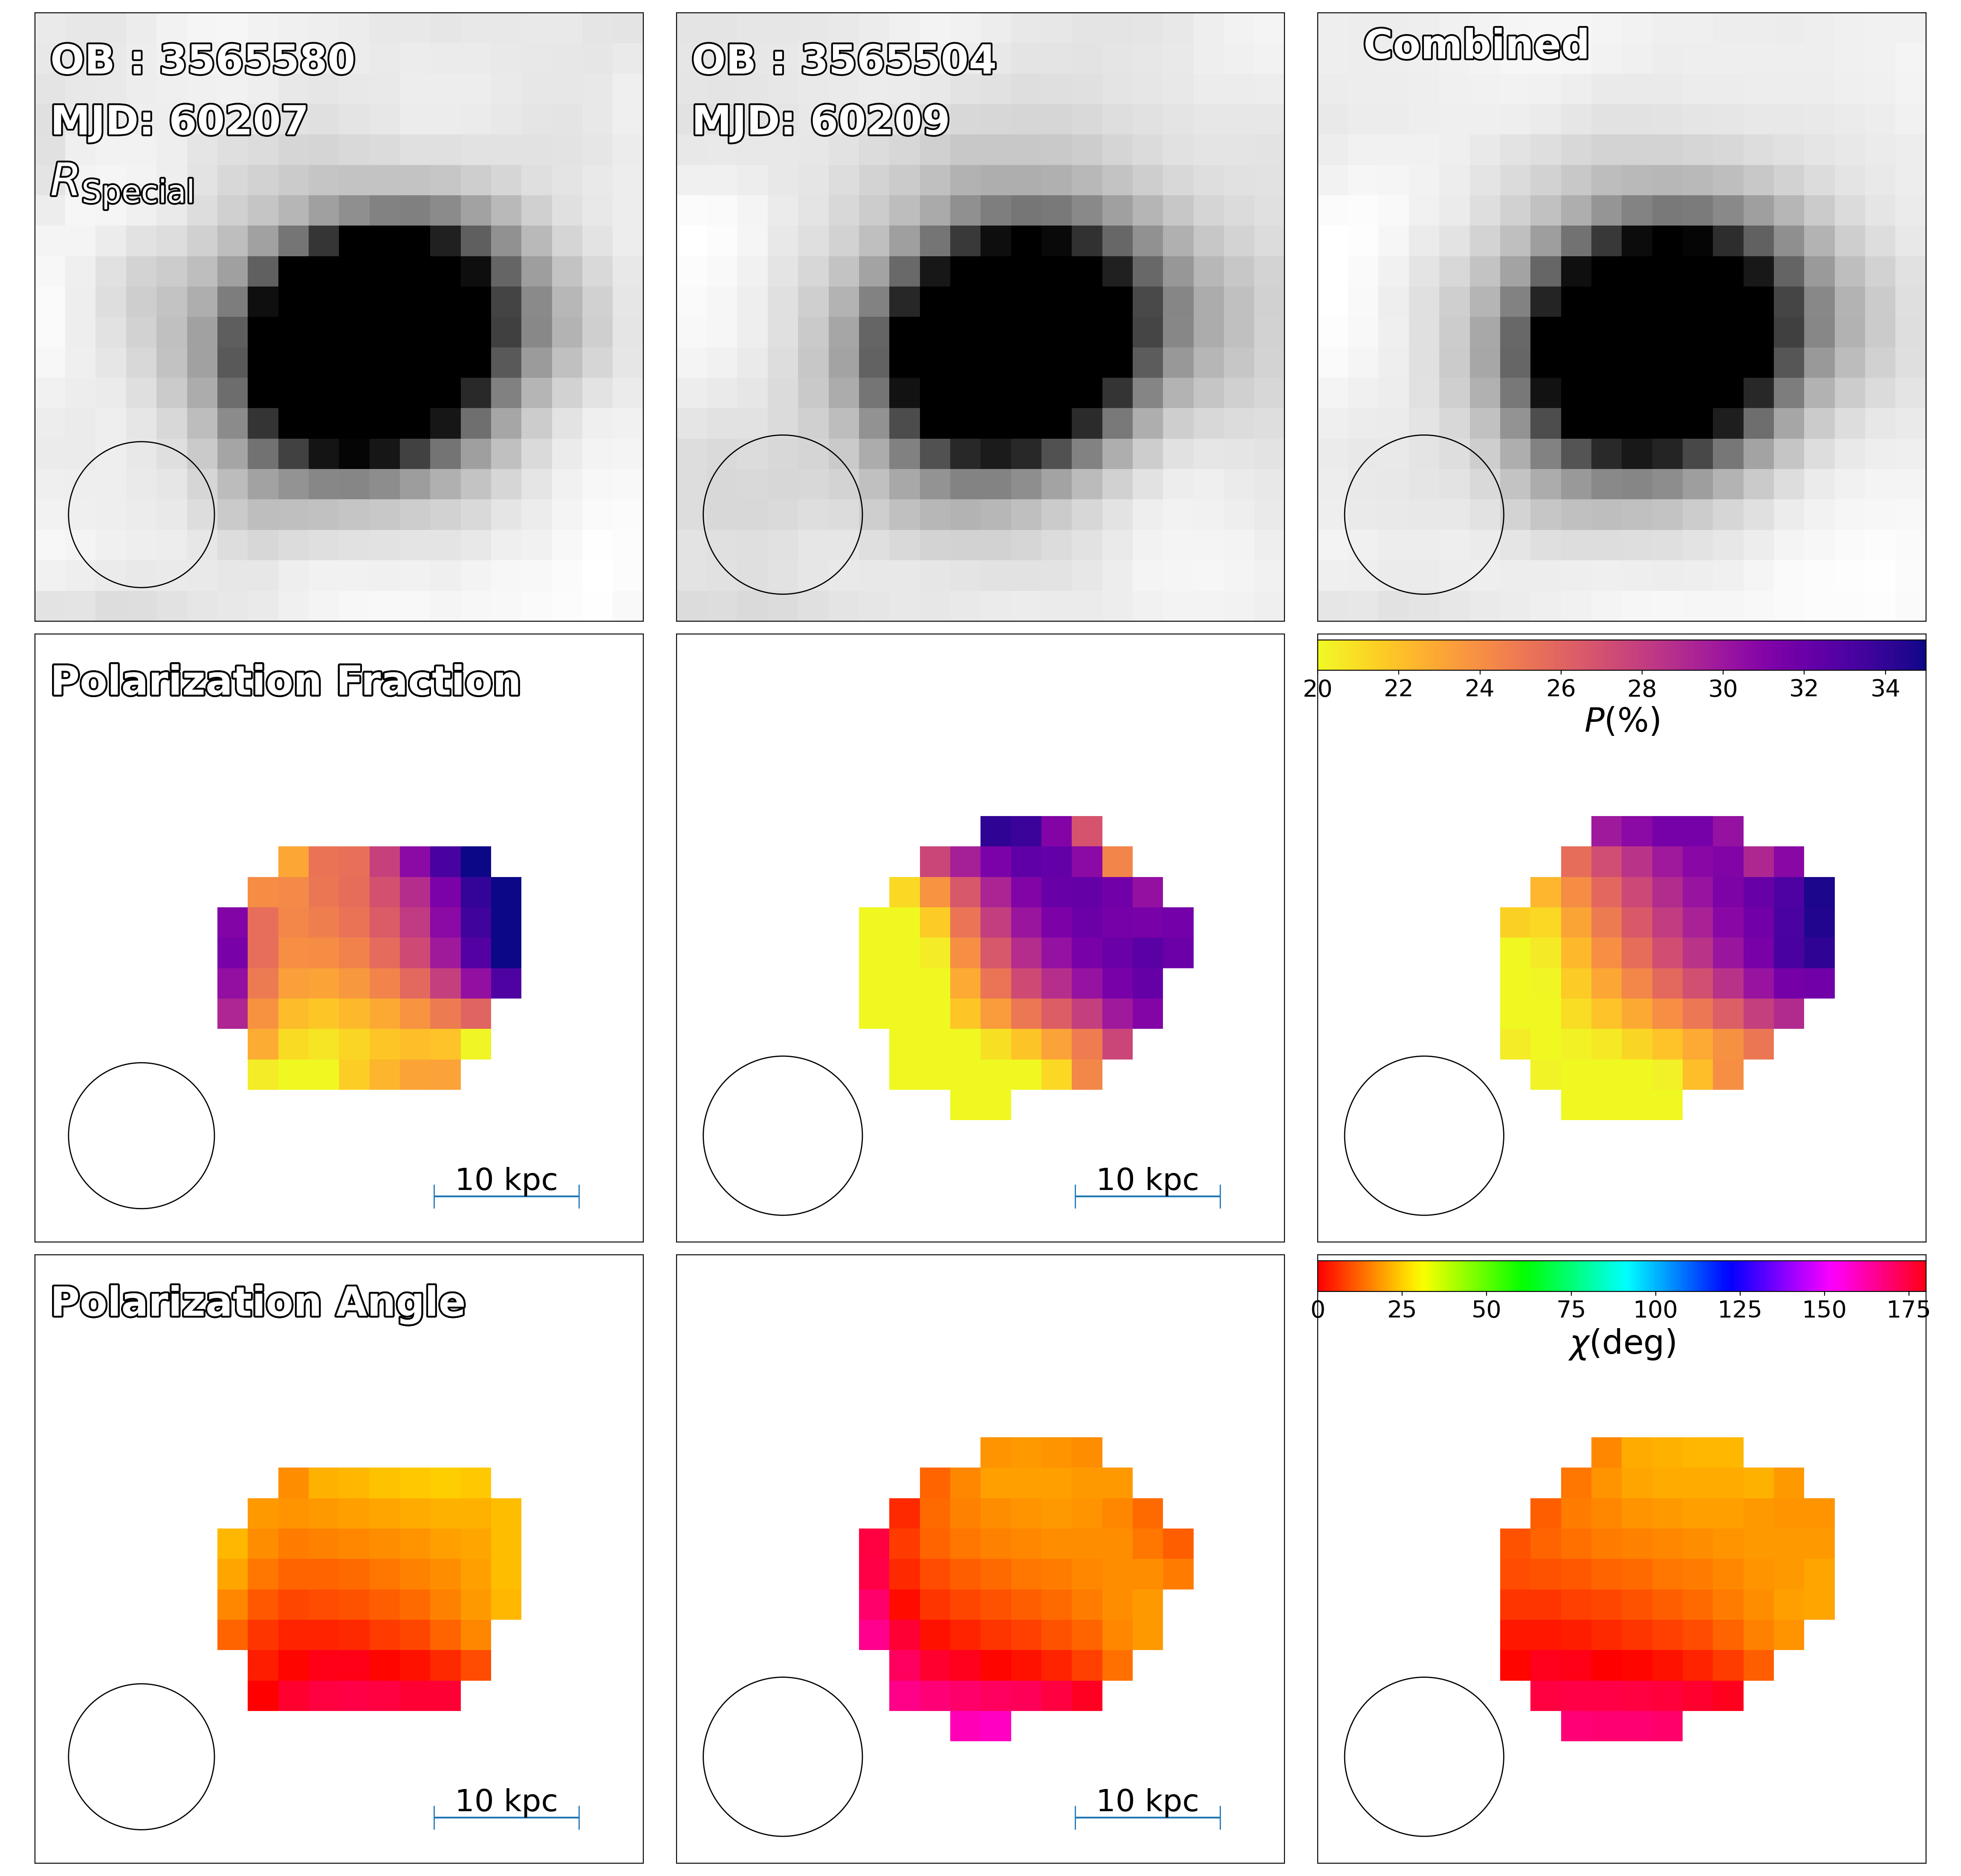 OB : 3565580
MJD: 60207
RSpecial
OB : 3565504
MJD: 60209
Combined
Polarization Fraction
10 kpc
10 kpc
20 22 24 26 28 30 32 34
P(%)
Polarization Angle
10 kpc
10 kpc
0 25 50 75 100 125 150 175
χ(deg)